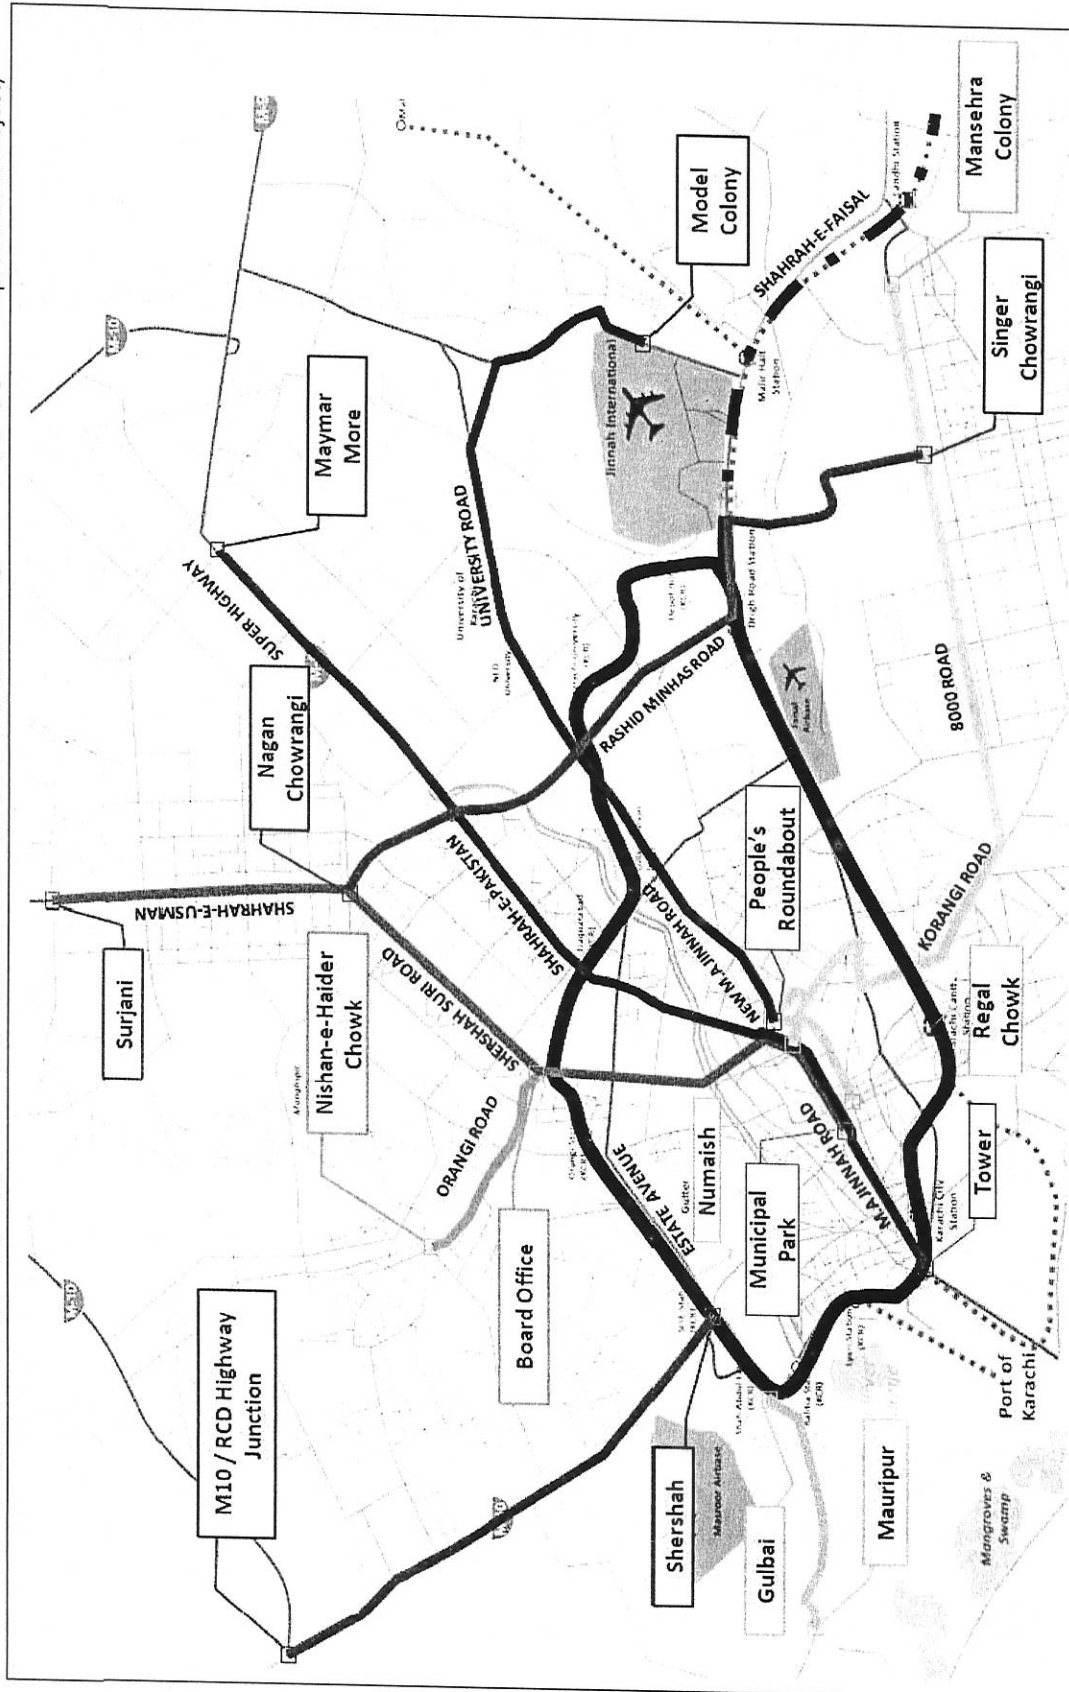 Surjani
SHAHRAH-E-USMAN
Nagan
Chowrangi
Nishan-e-Haider
Chowk
Manghopir
SHERSHAH SURI ROAD
ORANGI ROAD
M10 / RCD Highway
Junction
Board Office
SUPER HIGHWAY
Maymar
More
SHAHRAH-E-PAKISTAN
University of
Karachi
UNIVERSITY ROAD
NED
University
RASHID MINHAS ROAD
Jinnah International
Model
Colony
Malir Halt
Station
SHAHRAH-E-FAISAL
Landhi Station
Mansehra
Colony
Singer
Chowrangi
Drigh Road Station
Faisal
Airbase
8000 ROAD
KORANGI ROAD
NEW M.A.JINNAH ROAD
People's
Roundabout
ESTATE AVENUE
Gutter
Numaish
Municipal
Park
M.A.JINNAH ROAD
Regal
Chowk
Station
Tower
Karachi City
Station
Shershah
Masroor Airbase
Gulbai
Mauripur
Port of
Karachi
Mangroves &
Swamp